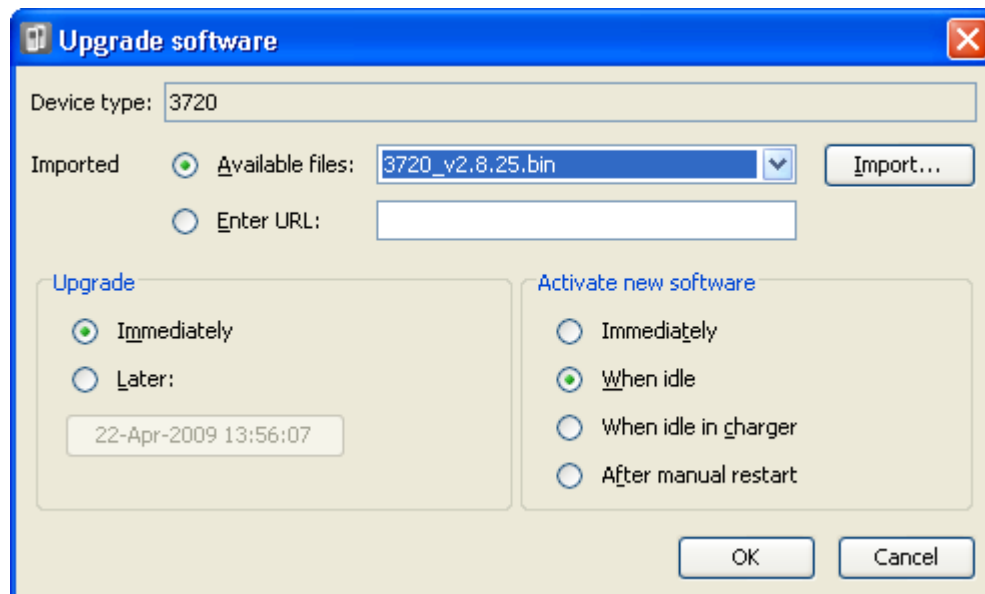 Upgrade software
Device type: 3720
Imported Available files: 3720_v2.8.25.bin Import...
Enter URL:
Upgrade
Immediately
Later:
22-Apr-2009 13:56:07
Activate new software
Immediately
When idle
When idle in charger
After manual restart
OK Cancel